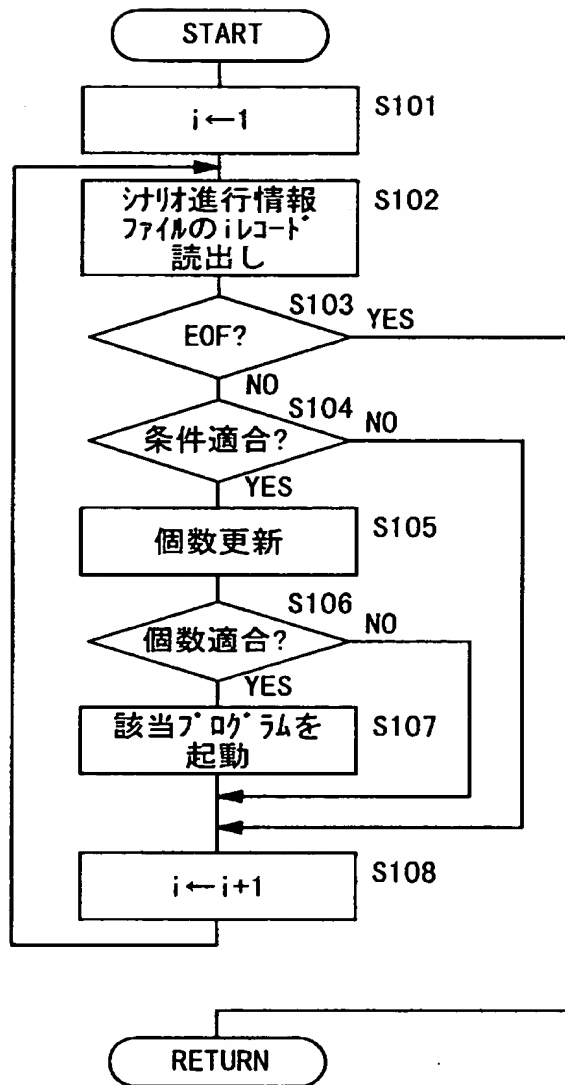 START
i←1
S101
ｼﾅﾘｵ進行情報
ﾌｧｲﾙのiﾚｺｰﾄﾞ
読出し
S102
EOF?
S103
YES
NO
条件適合?
S104
NO
YES
個数更新
S105
個数適合?
S106
NO
YES
該当ﾌﾟﾛｸﾞﾗﾑを
起動
S107
i←i+1
S108
RETURN